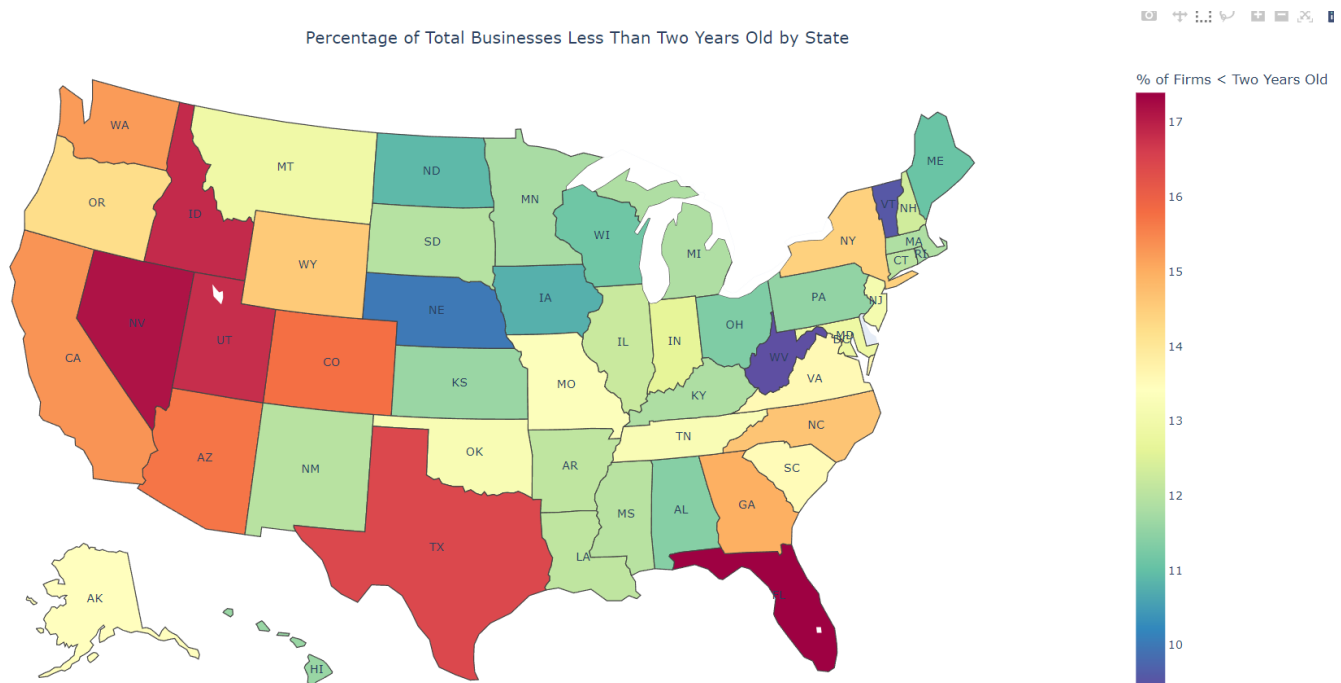 Percentage of Total Businesses Less Than Two Years Old by State
% of Firms < Two Years Old
17
16
15
14
13
12
11
10
WA
MT
ND
MN
ME
OR
ID
SD
WI
MI
VT
NH
NY
MA
CT
RI
WY
NE
IA
PA
NJ
NV
UT
CO
CA
KS
IL
IN
OH
MD
DC
WV
VA
MO
KY
NC
TN
AZ
NM
OK
AR
SC
MS
AL
GA
TX
LA
FL
AK
HI